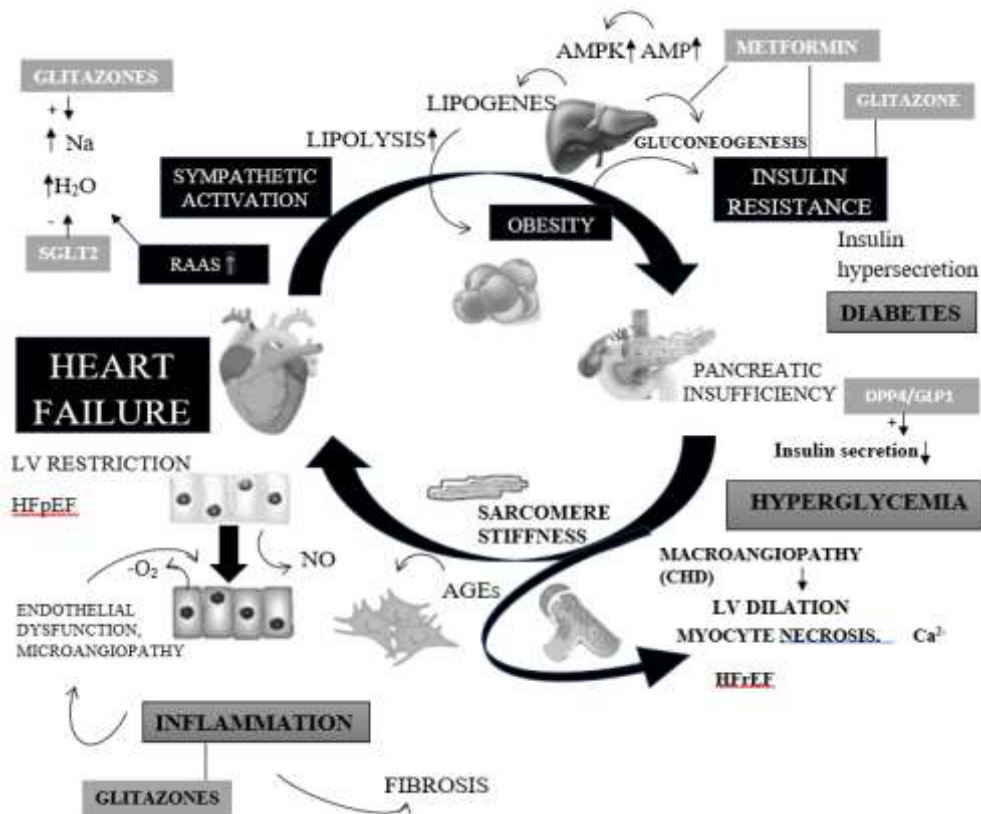 AMPK↑ AMP↑
METFORMIN
GLITAZONES
+ ↓
↑ Na
↑H₂O
- ↑
SGLT2
LIPOGENES
LIPOLYSIS↑
GLITAZONE
GLUCONEOGENESIS
SYMPATHETIC
ACTIVATION
INSULIN
RESISTANCE
OBESITY
RAAS ↑
Insulin
hypersecretion
DIABETES
HEART
FAILURE
PANCREATIC
INSUFFICIENCY
DPP4/GLP1
+↓
Insulin secretion↓
HYPERGLYCEMIA
LV RESTRICTION
HFpEF
SARCOMERE
STIFFNESS
NO
-O₂
AGEs
MACROANGIOPATHY
(CHD)
LV DILATION
MYOCYTE NECROSIS. Ca²⁻
HFrEF
ENDOTHELIAL
DYSFUNCTION,
MICROANGIOPATHY
INFLAMMATION
GLITAZONES
FIBROSIS